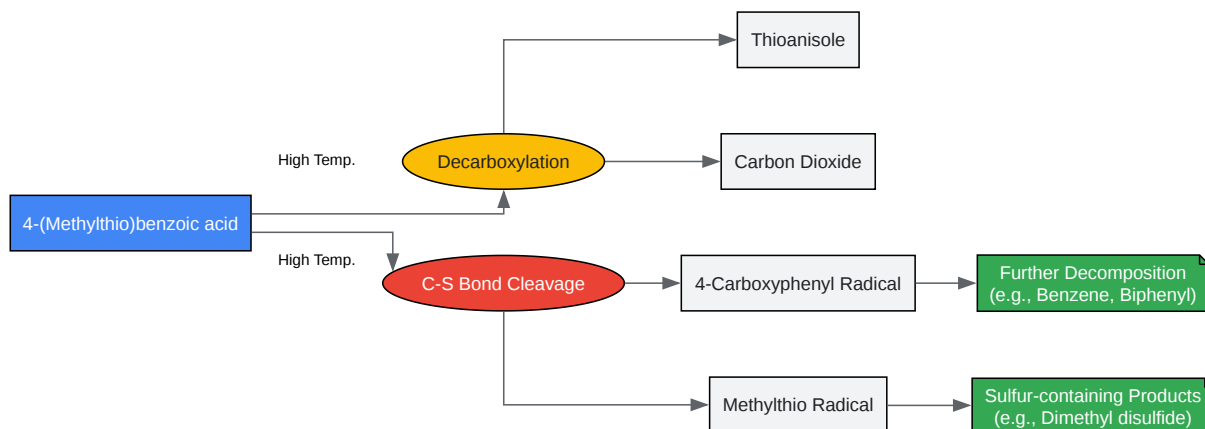 Thioanisole
High Temp.
Decarboxylation
Carbon Dioxide
4-(Methylthio)benzoic acid
High Temp.
C-S Bond Cleavage
4-Carboxyphenyl Radical
Further Decomposition
(e.g., Benzene, Biphenyl)
Methylthio Radical
Sulfur-containing Products
(e.g., Dimethyl disulfide)